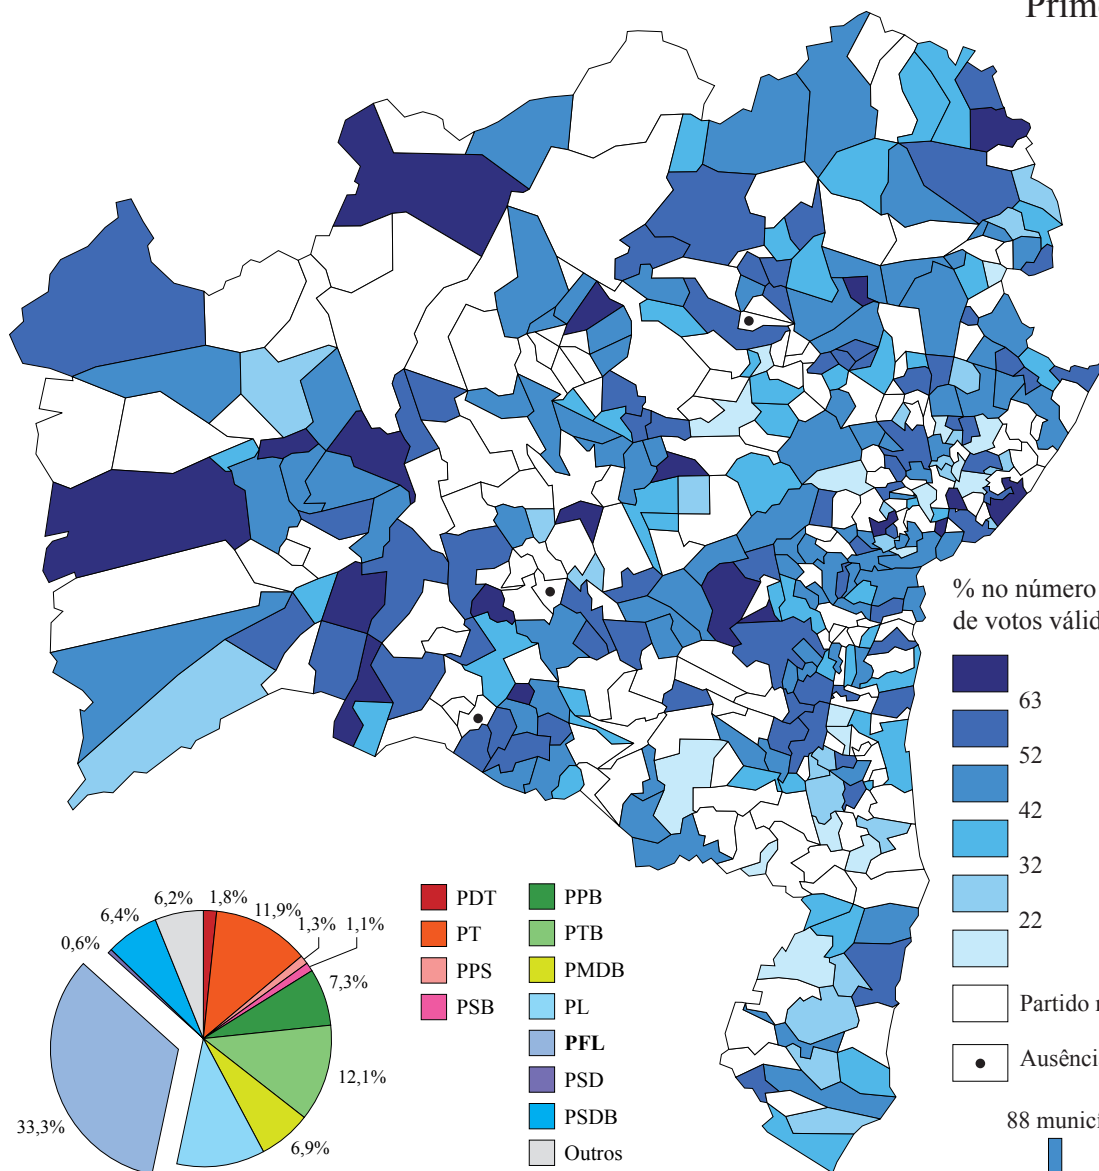 Prim
% no número
de votos válid
63
52
42
32
22
Partido n
Ausênci
88 municí
6,2%
1,8%
6,4%
11,9%
1,3%
1,1%
0,6%
7,3%
12,1%
33,3%
6,9%
PDT
PT
PPS
PSB
PPB
PTB
PMDB
PL
PFL
PSD
PSDB
Outros